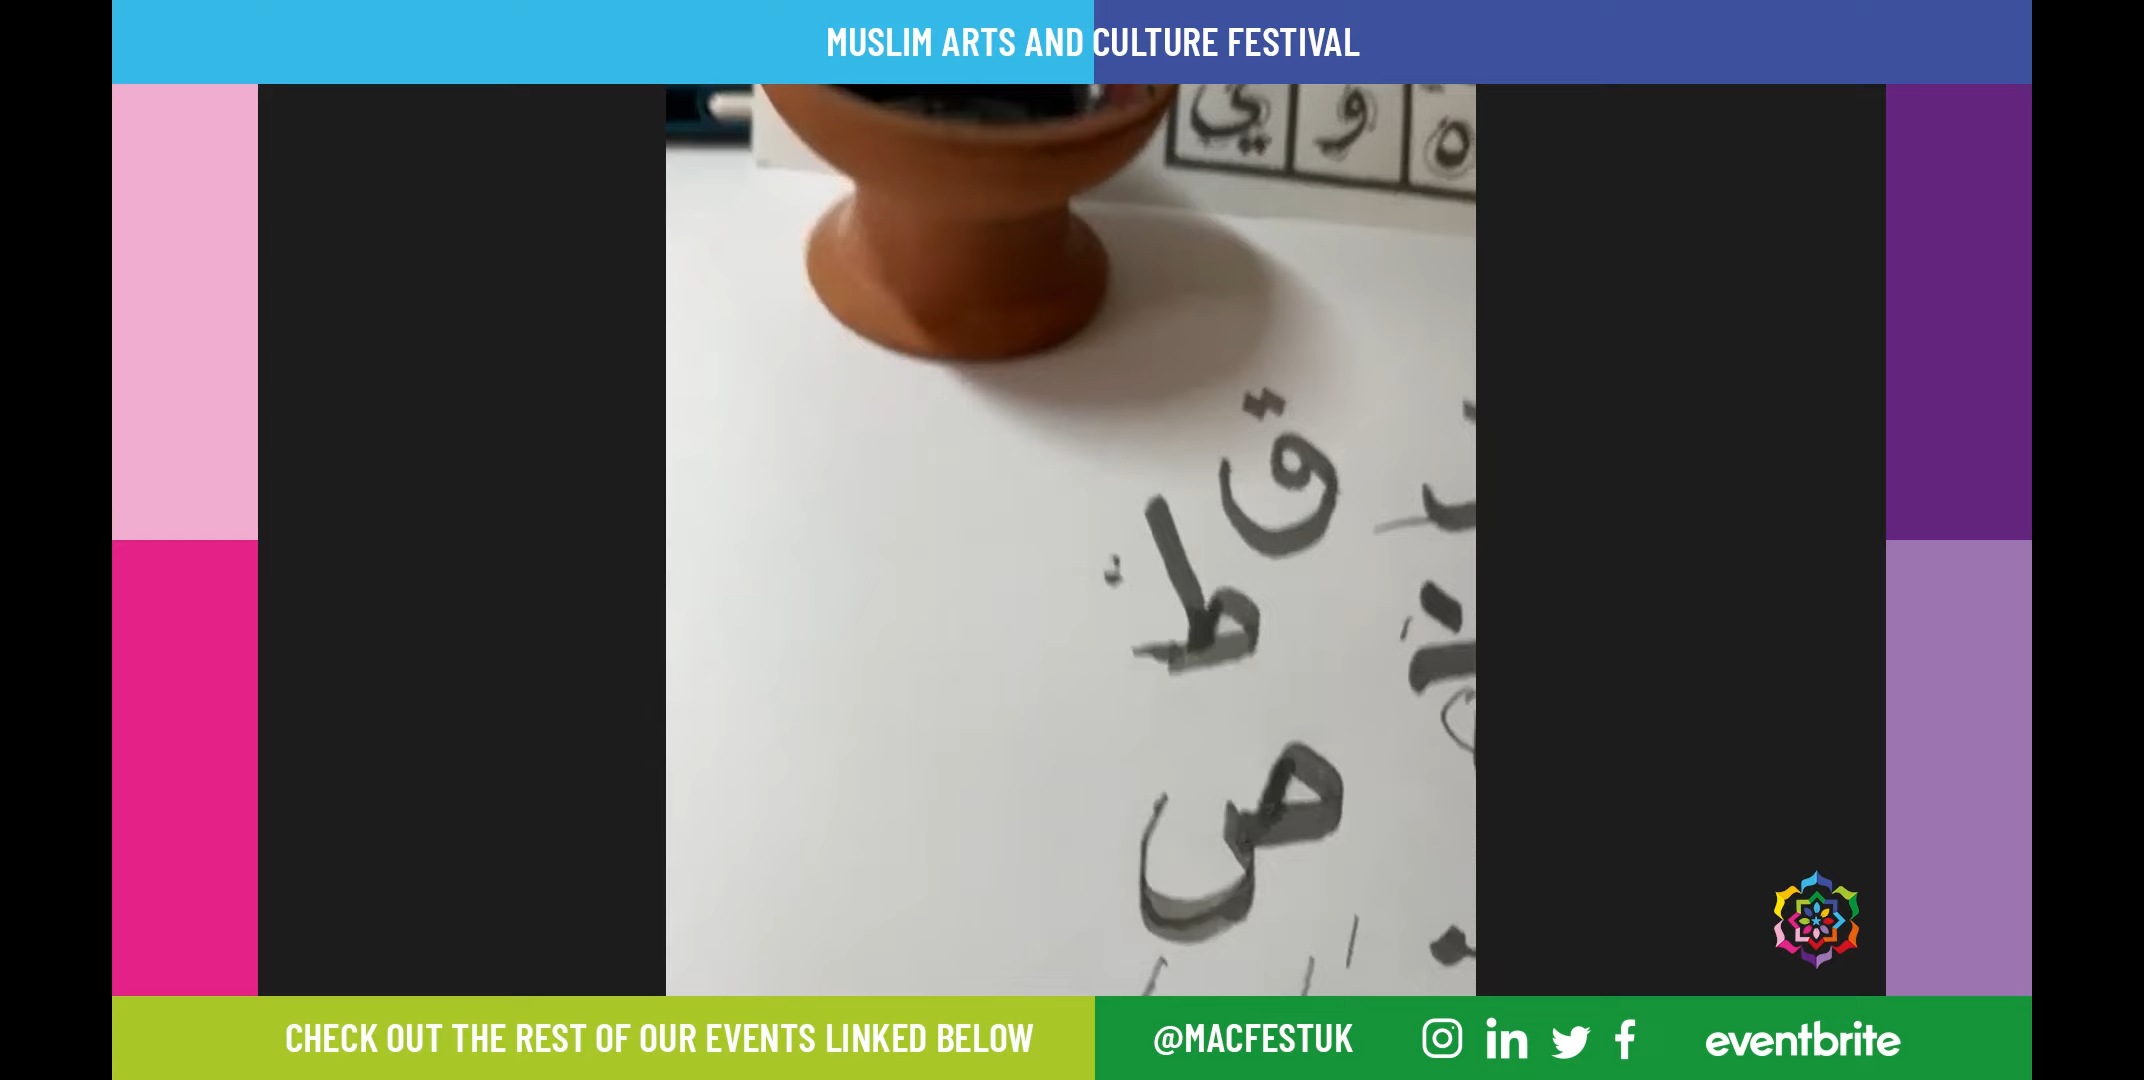 MUSLIM ARTS AND CULTURE FESTIVAL
ه و ي
ق
ط
ص
CHECK OUT THE REST OF OUR EVENTS LINKED BELOW
@MACFESTUK
eventbrite